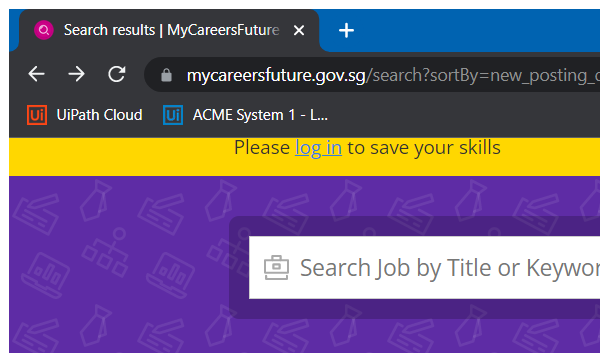 Search results | MyCareersFuture
mycareersfuture.gov.sg/search?sortBy=new_posting_
Ui UiPath Cloud Ui ACME System 1 - L...
Please log in to save your skills
Search Job by Title or Keywor